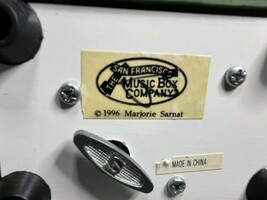 SAN FRANCISCO
THE
MUSIC BOX
COMPANY
© 1996 Marjorie Sarnat
MADE IN CHINA